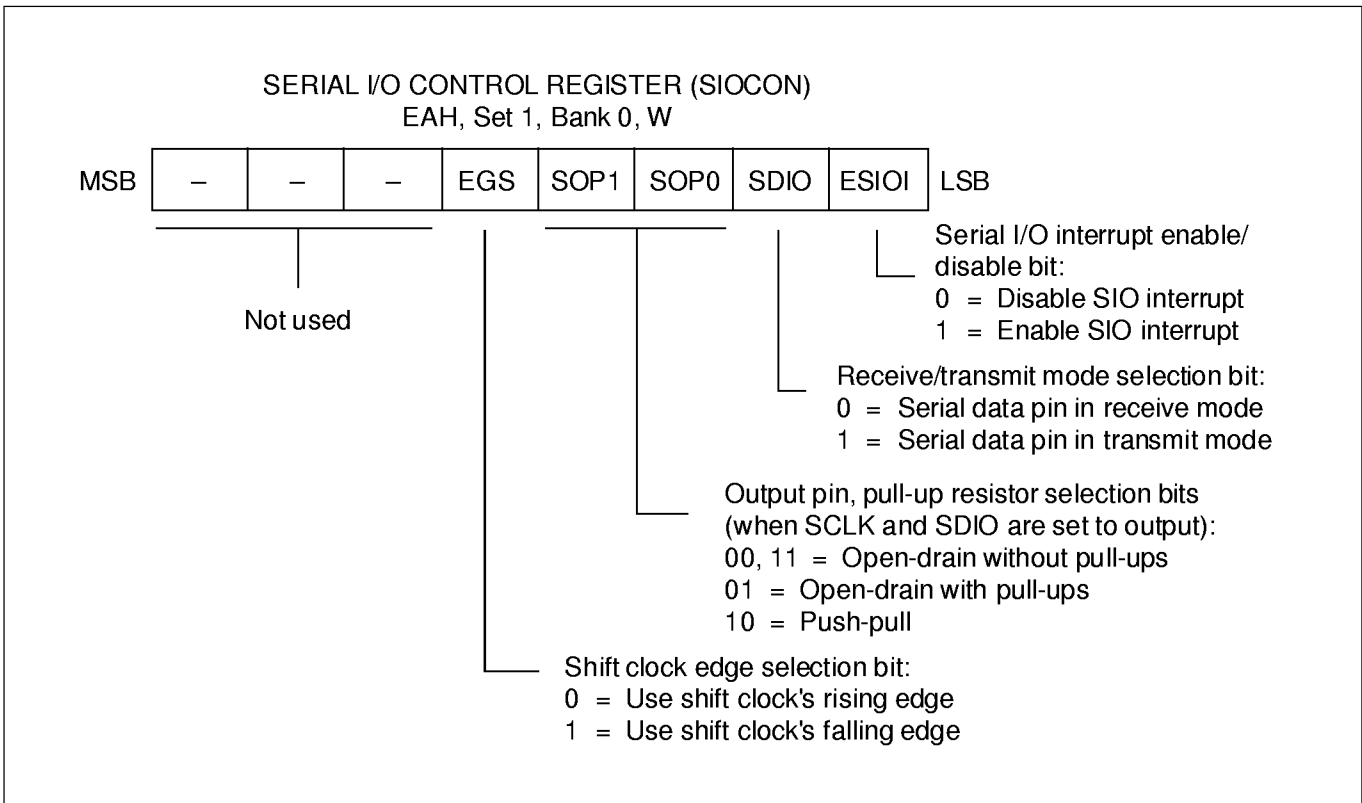 SERIAL I/O CONTROL REGISTER (SIOCON)
EAH, Set 1, Bank 0, W
MSB – – – EGS SOP1 SOP0 SDIO ESIOI LSB
Not used
Serial I/O interrupt enable/
disable bit:
0 = Disable SIO interrupt
1 = Enable SIO interrupt
Receive/transmit mode selection bit:
0 = Serial data pin in receive mode
1 = Serial data pin in transmit mode
Output pin, pull-up resistor selection bits
(when SCLK and SDIO are set to output):
00, 11 = Open-drain without pull-ups
01 = Open-drain with pull-ups
10 = Push-pull
Shift clock edge selection bit:
0 = Use shift clock's rising edge
1 = Use shift clock's falling edge